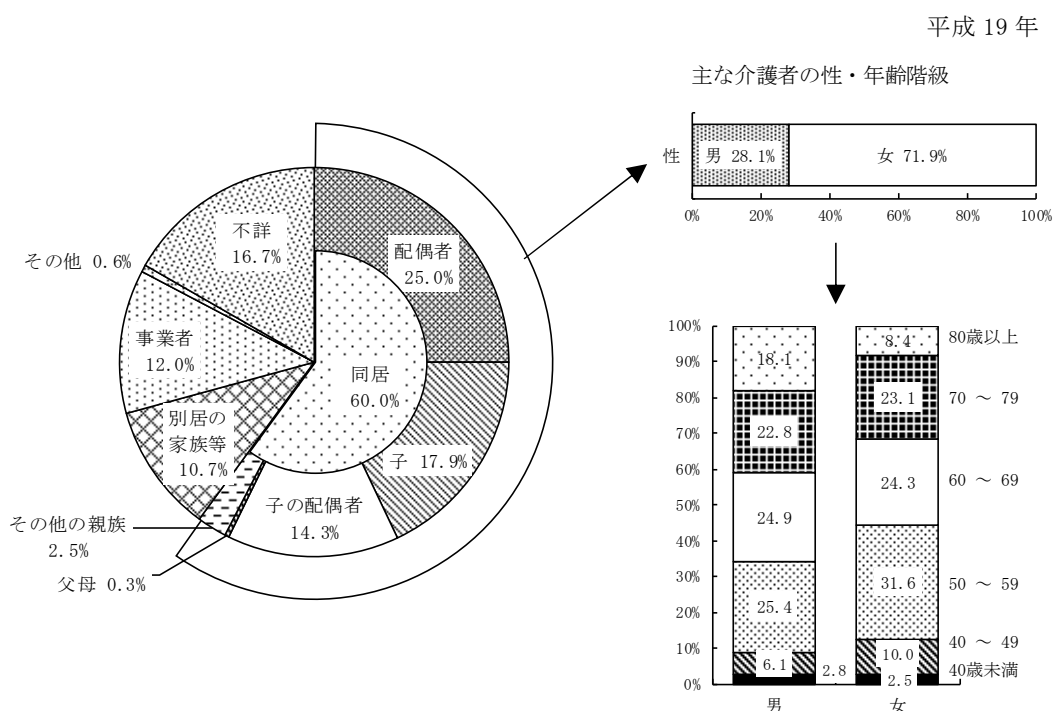 平成 19 年
主な介護者の性・年齢階級
性
男 28.1%
女 71.9%
0%
20%
40%
60%
80%
100%
不詳
16.7%
配偶者
25.0%
その他 0.6%
事業者
12.0%
同居
60.0%
別居の
家族等
10.7%
子 17.9%
子の配偶者
14.3%
その他の親族
2.5%
父母 0.3%
100%
90%
80%
70%
60%
50%
40%
30%
20%
10%
0%
18.1
22.8
24.9
25.4
6.1
2.8
男
8.4
23.1
24.3
31.6
10.0
2.5
女
80歳以上
70 ～ 79
60 ～ 69
50 ～ 59
40 ～ 49
40歳未満